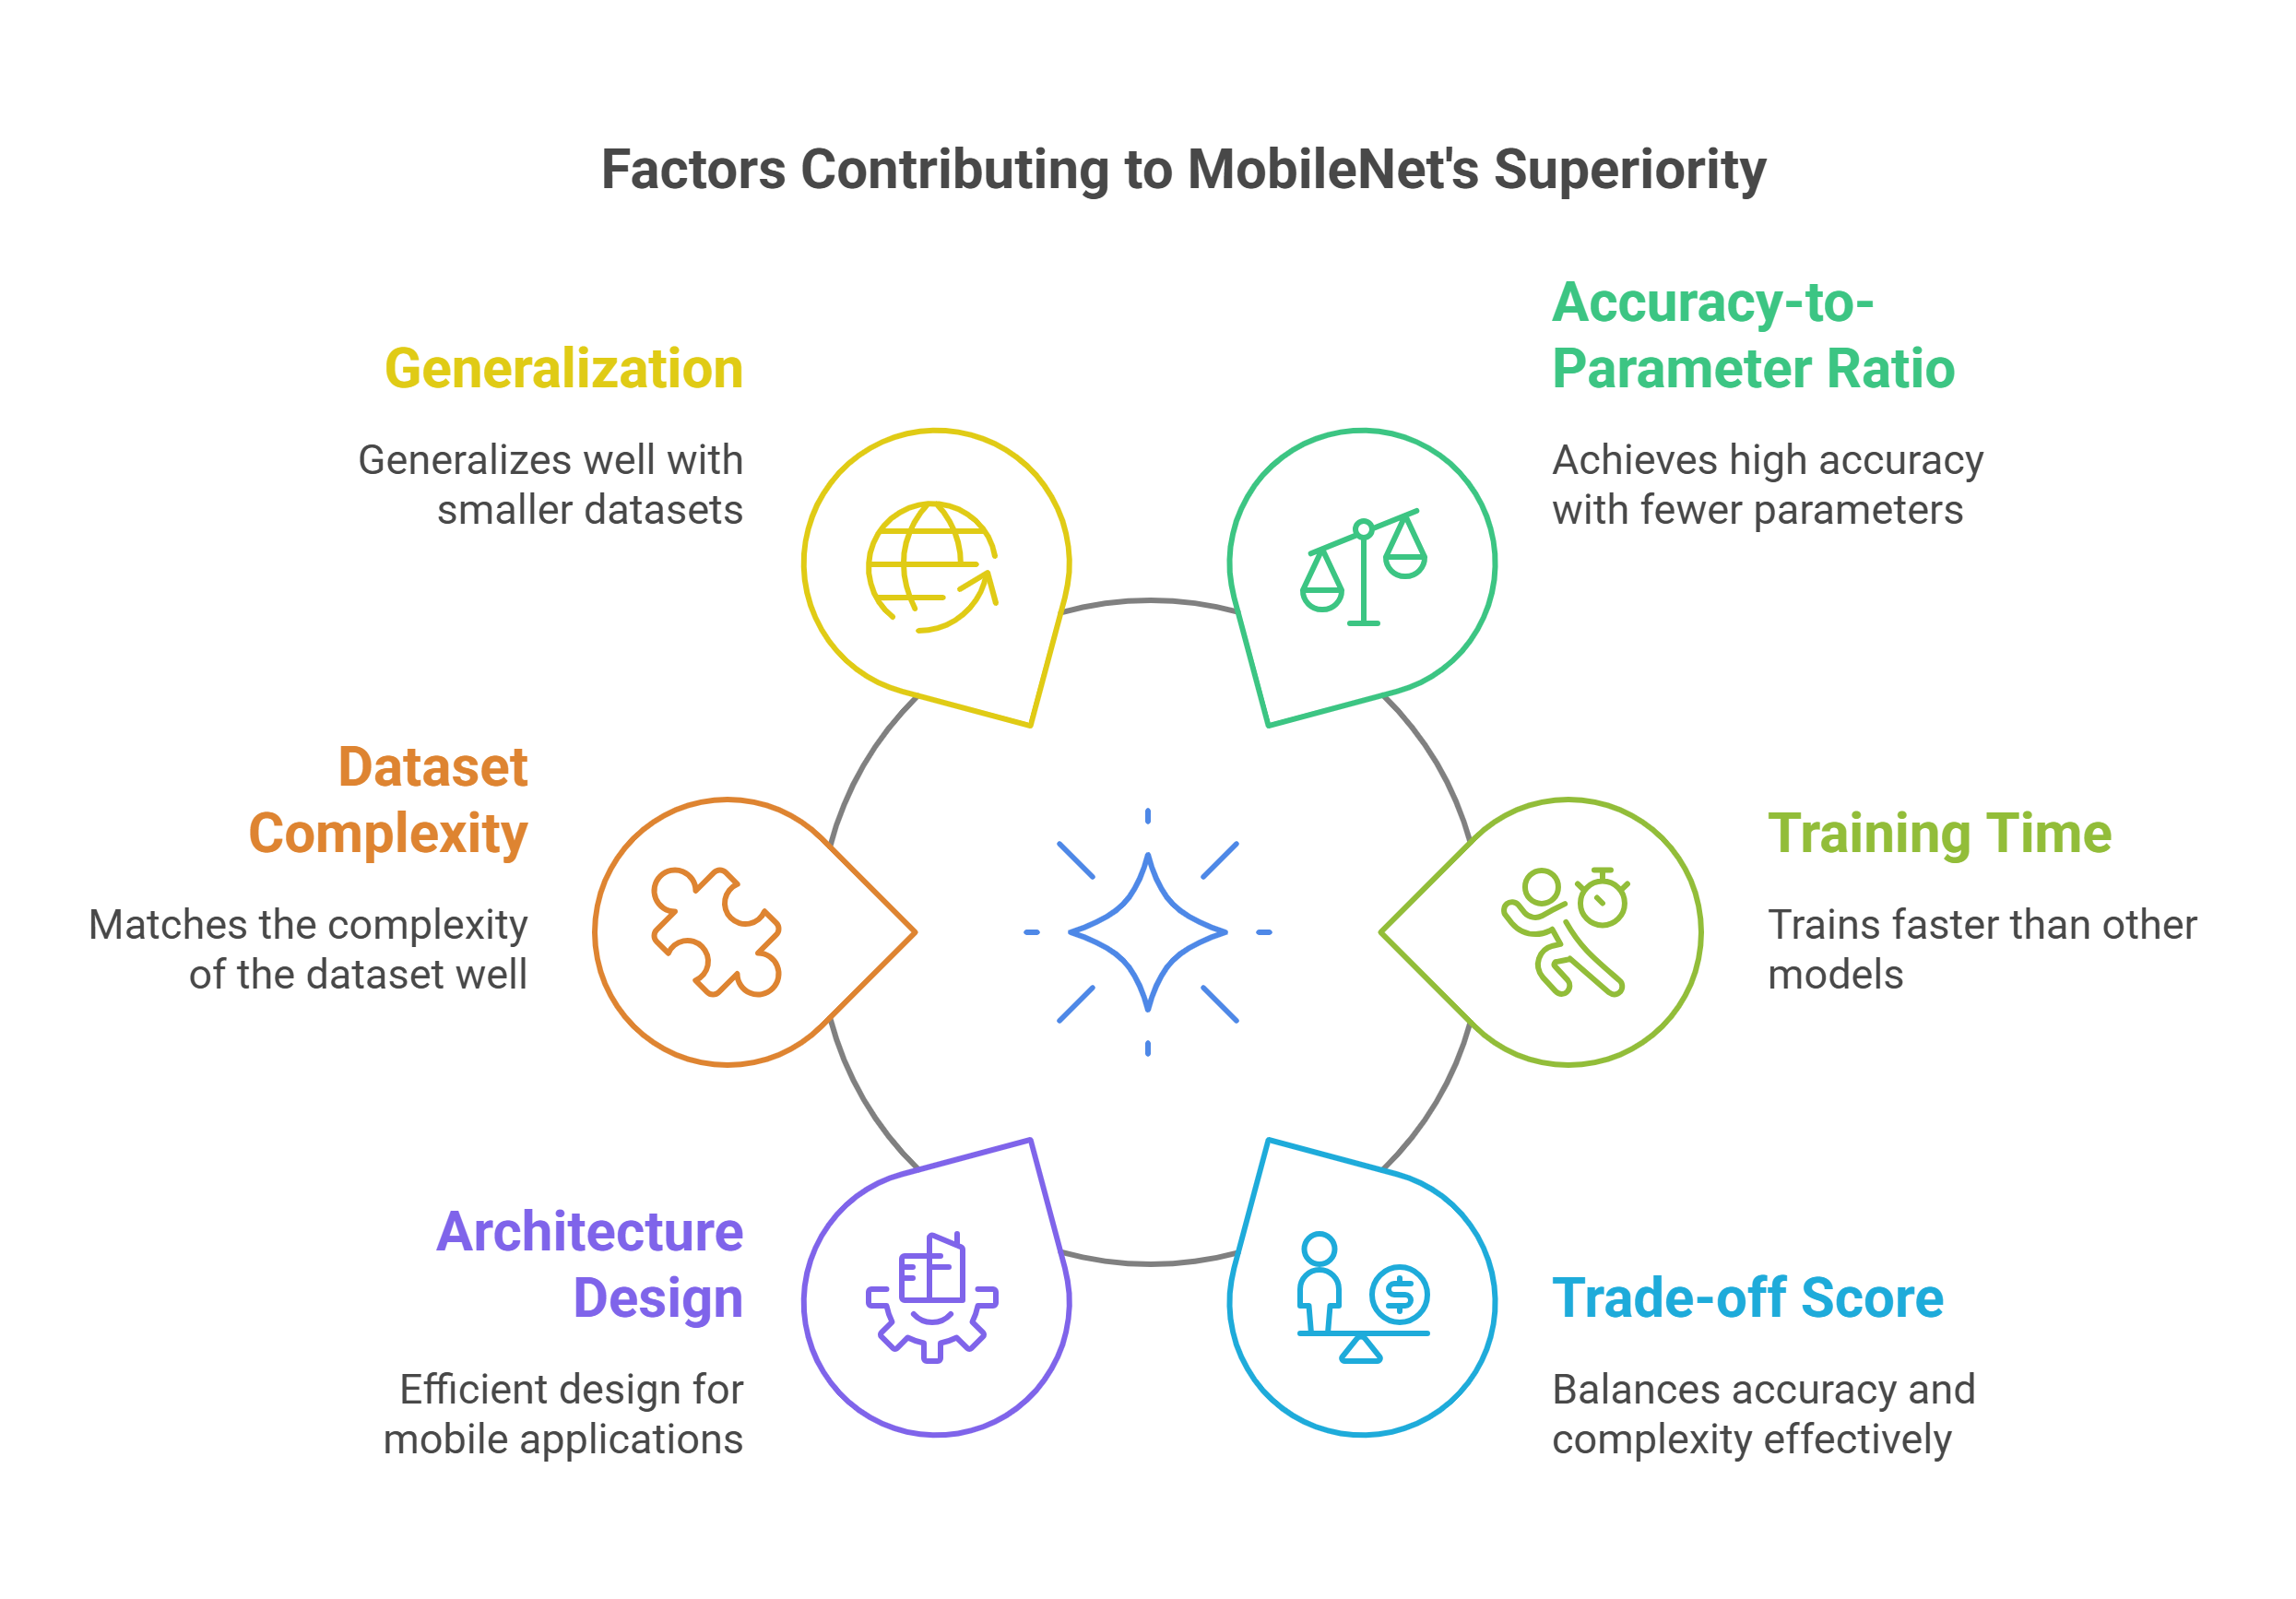 Factors Contributing to MobileNet's Superiority
Generalization
Generalizes well with
smaller datasets
Accuracy-to-
Parameter Ratio
Achieves high accuracy
with fewer parameters
Dataset
Complexity
Matches the complexity
of the dataset well
Training Time
Trains faster than other
models
Architecture
Design
Efficient design for
mobile applications
Trade-off Score
Balances accuracy and
complexity effectively